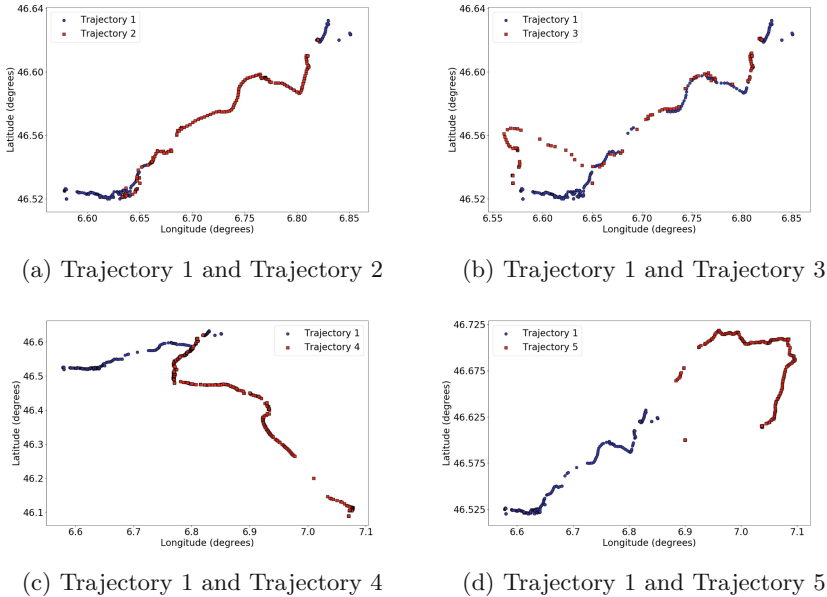 46.64
46.60
46.56
46.52
Latitude (degrees)
Trajectory 1
Trajectory 2
6.60 6.65 6.70 6.75 6.80 6.85
Longitude (degrees)
(a) Trajectory 1 and Trajectory 2
46.64
46.60
46.56
46.52
Latitude (degrees)
Trajectory 1
Trajectory 3
6.55 6.60 6.65 6.70 6.75 6.80 6.85
Longitude (degrees)
(b) Trajectory 1 and Trajectory 3
46.6
46.5
46.4
46.3
46.2
46.1
Latitude (degrees)
Trajectory 1
Trajectory 4
6.6 6.7 6.8 6.9 7.0 7.1
Longitude (degrees)
(c) Trajectory 1 and Trajectory 4
46.725
46.675
46.625
46.575
46.525
Latitude (degrees)
Trajectory 1
Trajectory 5
6.6 6.7 6.8 6.9 7.0 7.1
Longitude (degrees)
(d) Trajectory 1 and Trajectory 5